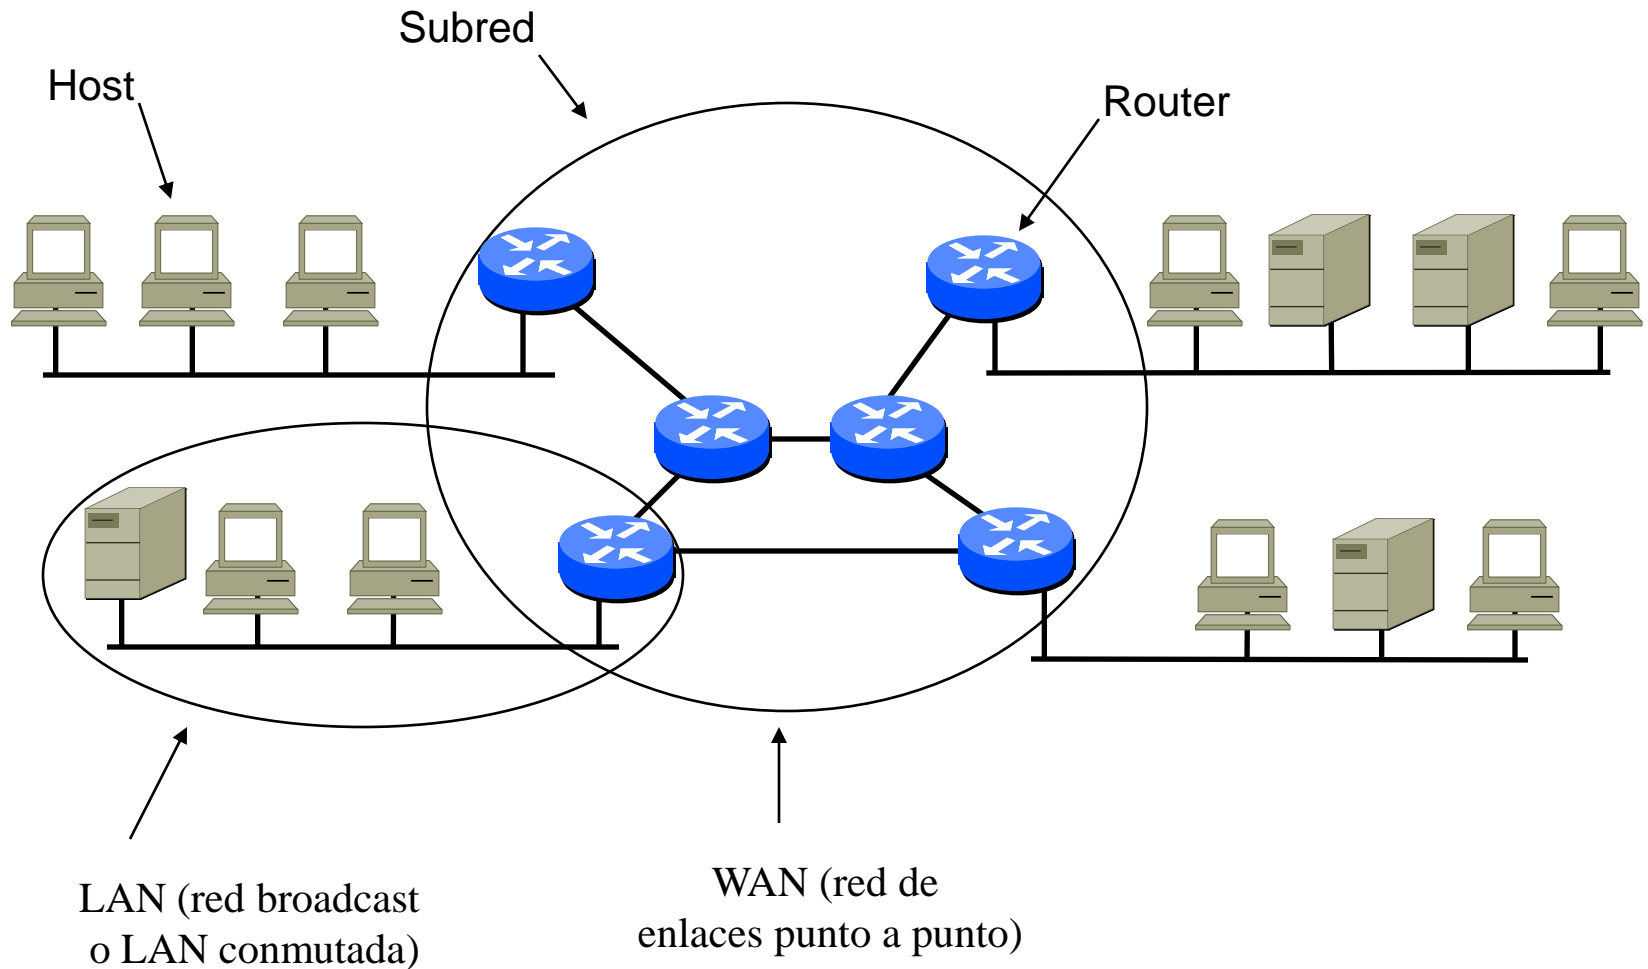 Subred
Host
Router
LAN (red broadcast
o LAN conmutada)
WAN (red de
enlaces punto a punto)